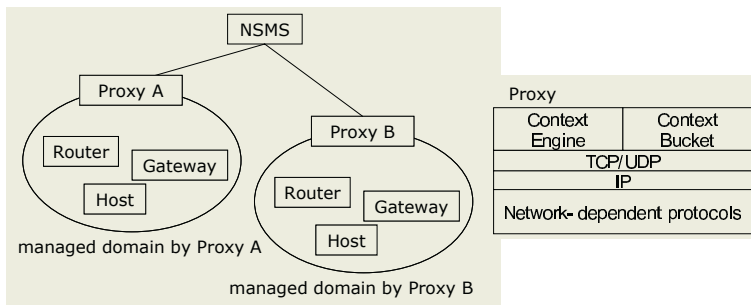 NSMS
Proxy A
Router
Gateway
Host
managed domain by Proxy A
Proxy B
Router
Gateway
Host
managed domain by Proxy B
Proxy
Context
Engine
Context
Bucket
TCP/UDP
IP
Network- dependent protocols